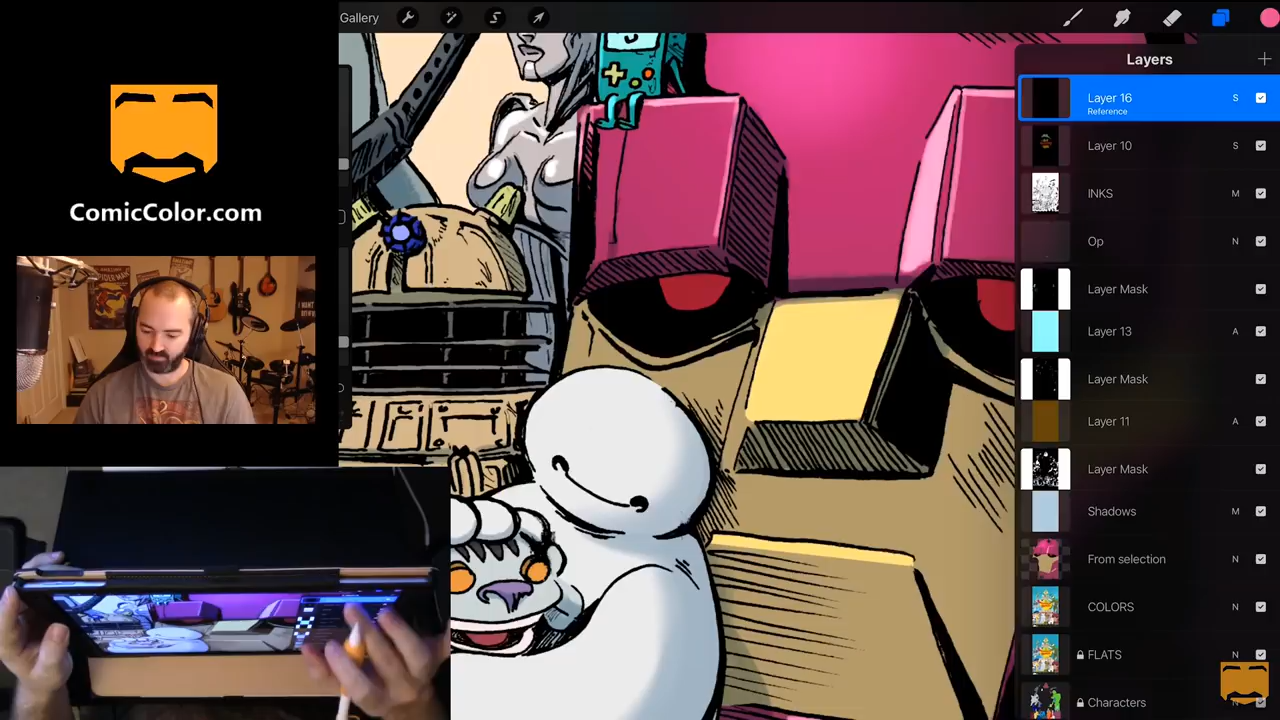 Gallery
Layers
Layer 16 S
Reference
Layer 10 S
INKS M
Op N
Layer Mask
Layer 13 A
Layer Mask
Layer 11 A
Layer Mask
Shadows M
From selection N
COLORS N
FLATS N
Characters
ComicColor.com